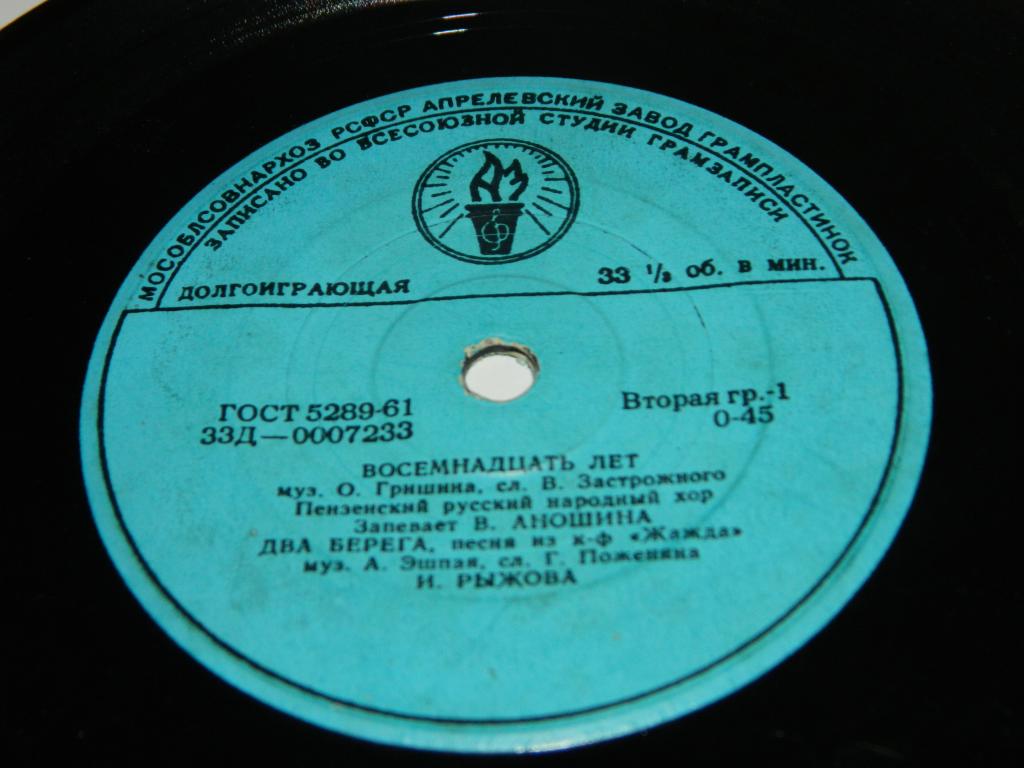 МОСОБЛСОВНАРХОЗ РСФСР АПРЕЛЕВСКИЙ ЗАВОД ГРАМПЛАСТИНОК
ЗАПИСАНО ВО ВСЕСОЮЗНОЙ СТУДИИ ГРАМЗАПИСИ
АЗ
ДОЛГОИГРАЮЩАЯ 33 ⅓ об. в мин.
ГОСТ 5289-61 Вторая гр.-1
33Д—0007233 0-45
ВОСЕМНАДЦАТЬ ЛЕТ
муз. О. Гришина, сл. В. Застрожного
Пензенский русский народный хор
Запевает В. АНОШИНА
ДВА БЕРЕГА, песня из к-ф «Жажда»
муз. А. Эшпая, сл. Г. Поженяна
И. РЫЖОВА